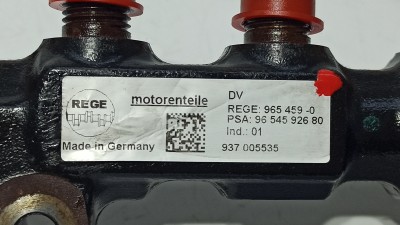 REGE
motorenteile
Made in Germany
DV
REGE: 965 459 -0
PSA: 96 545 926 80
Ind.: 01
937 005535